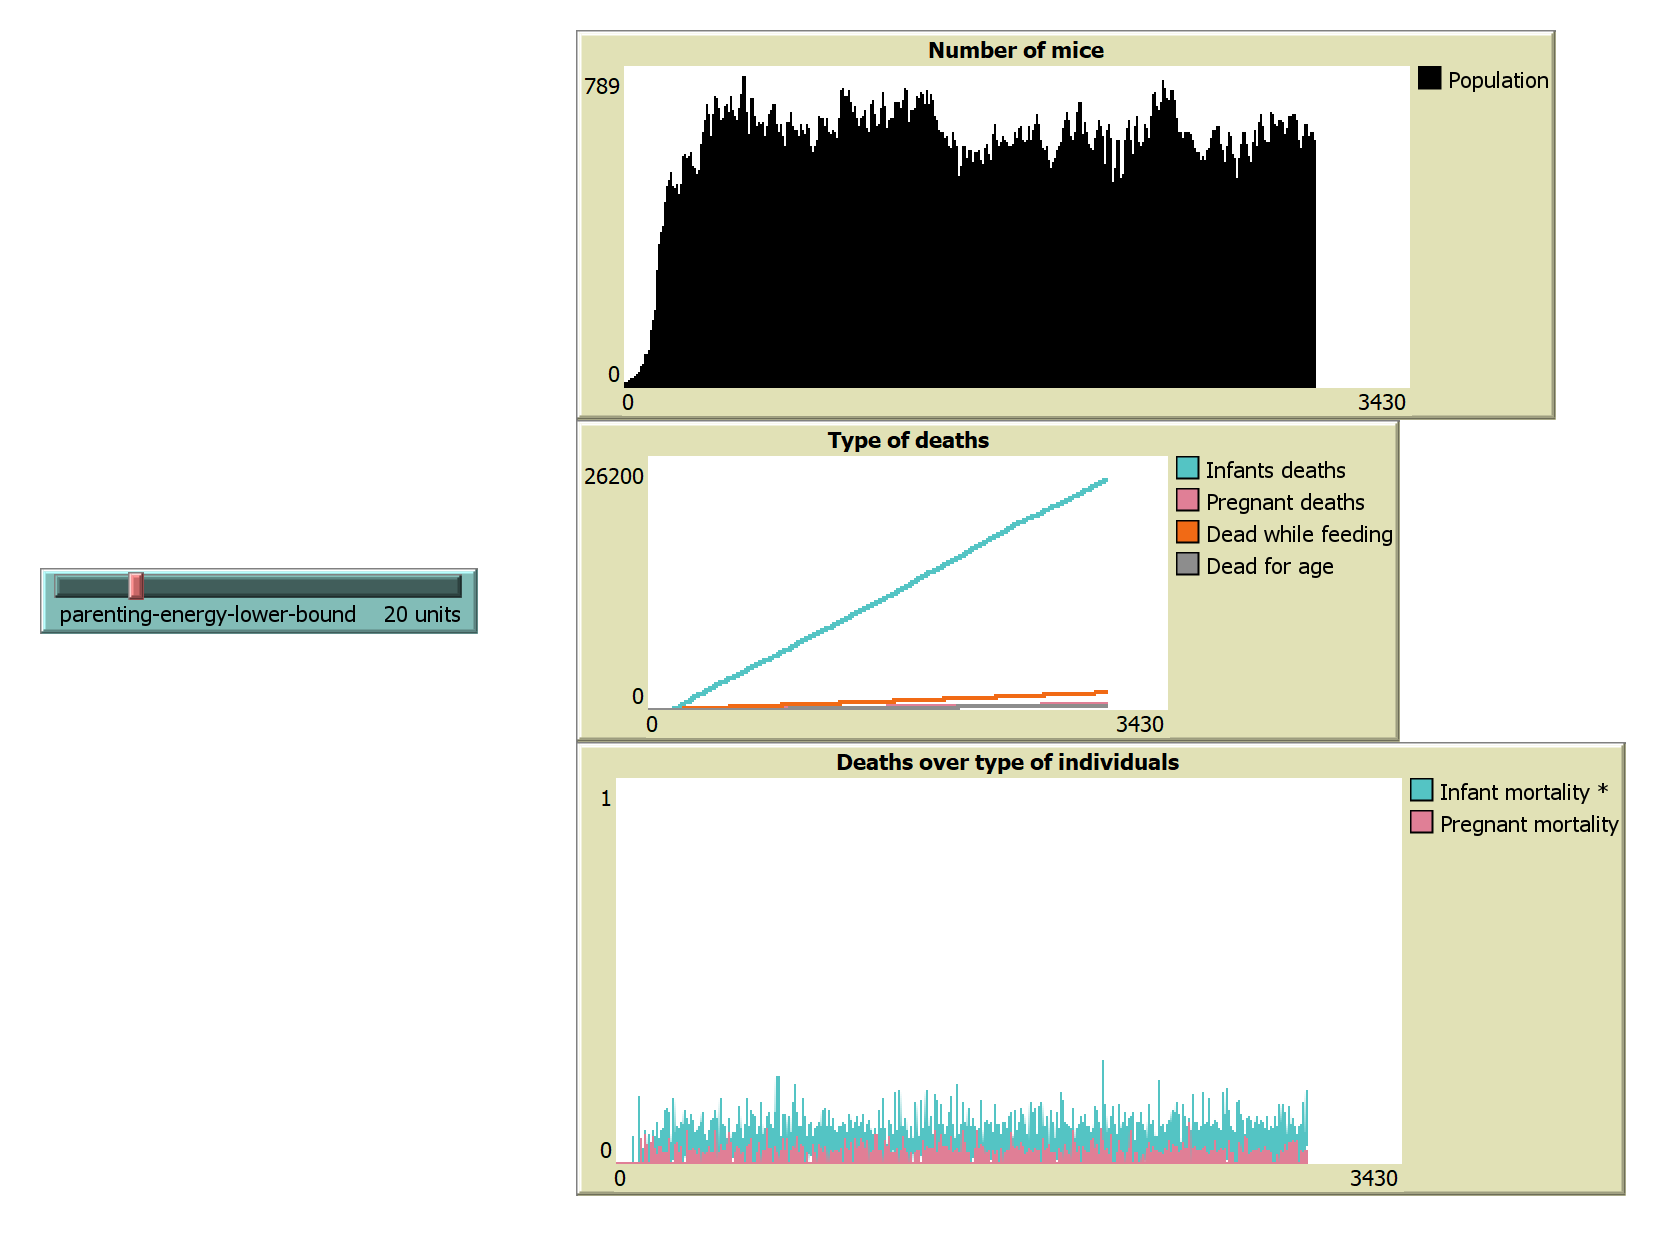 Number of mice
789
0
0
3430
Population
Type of deaths
26200
0
0
3430
Infants deaths
Pregnant deaths
Dead while feeding
Dead for age
parenting-energy-lower-bound 20 units
Deaths over type of individuals
1
0
0
3430
Infant mortality *
Pregnant mortality